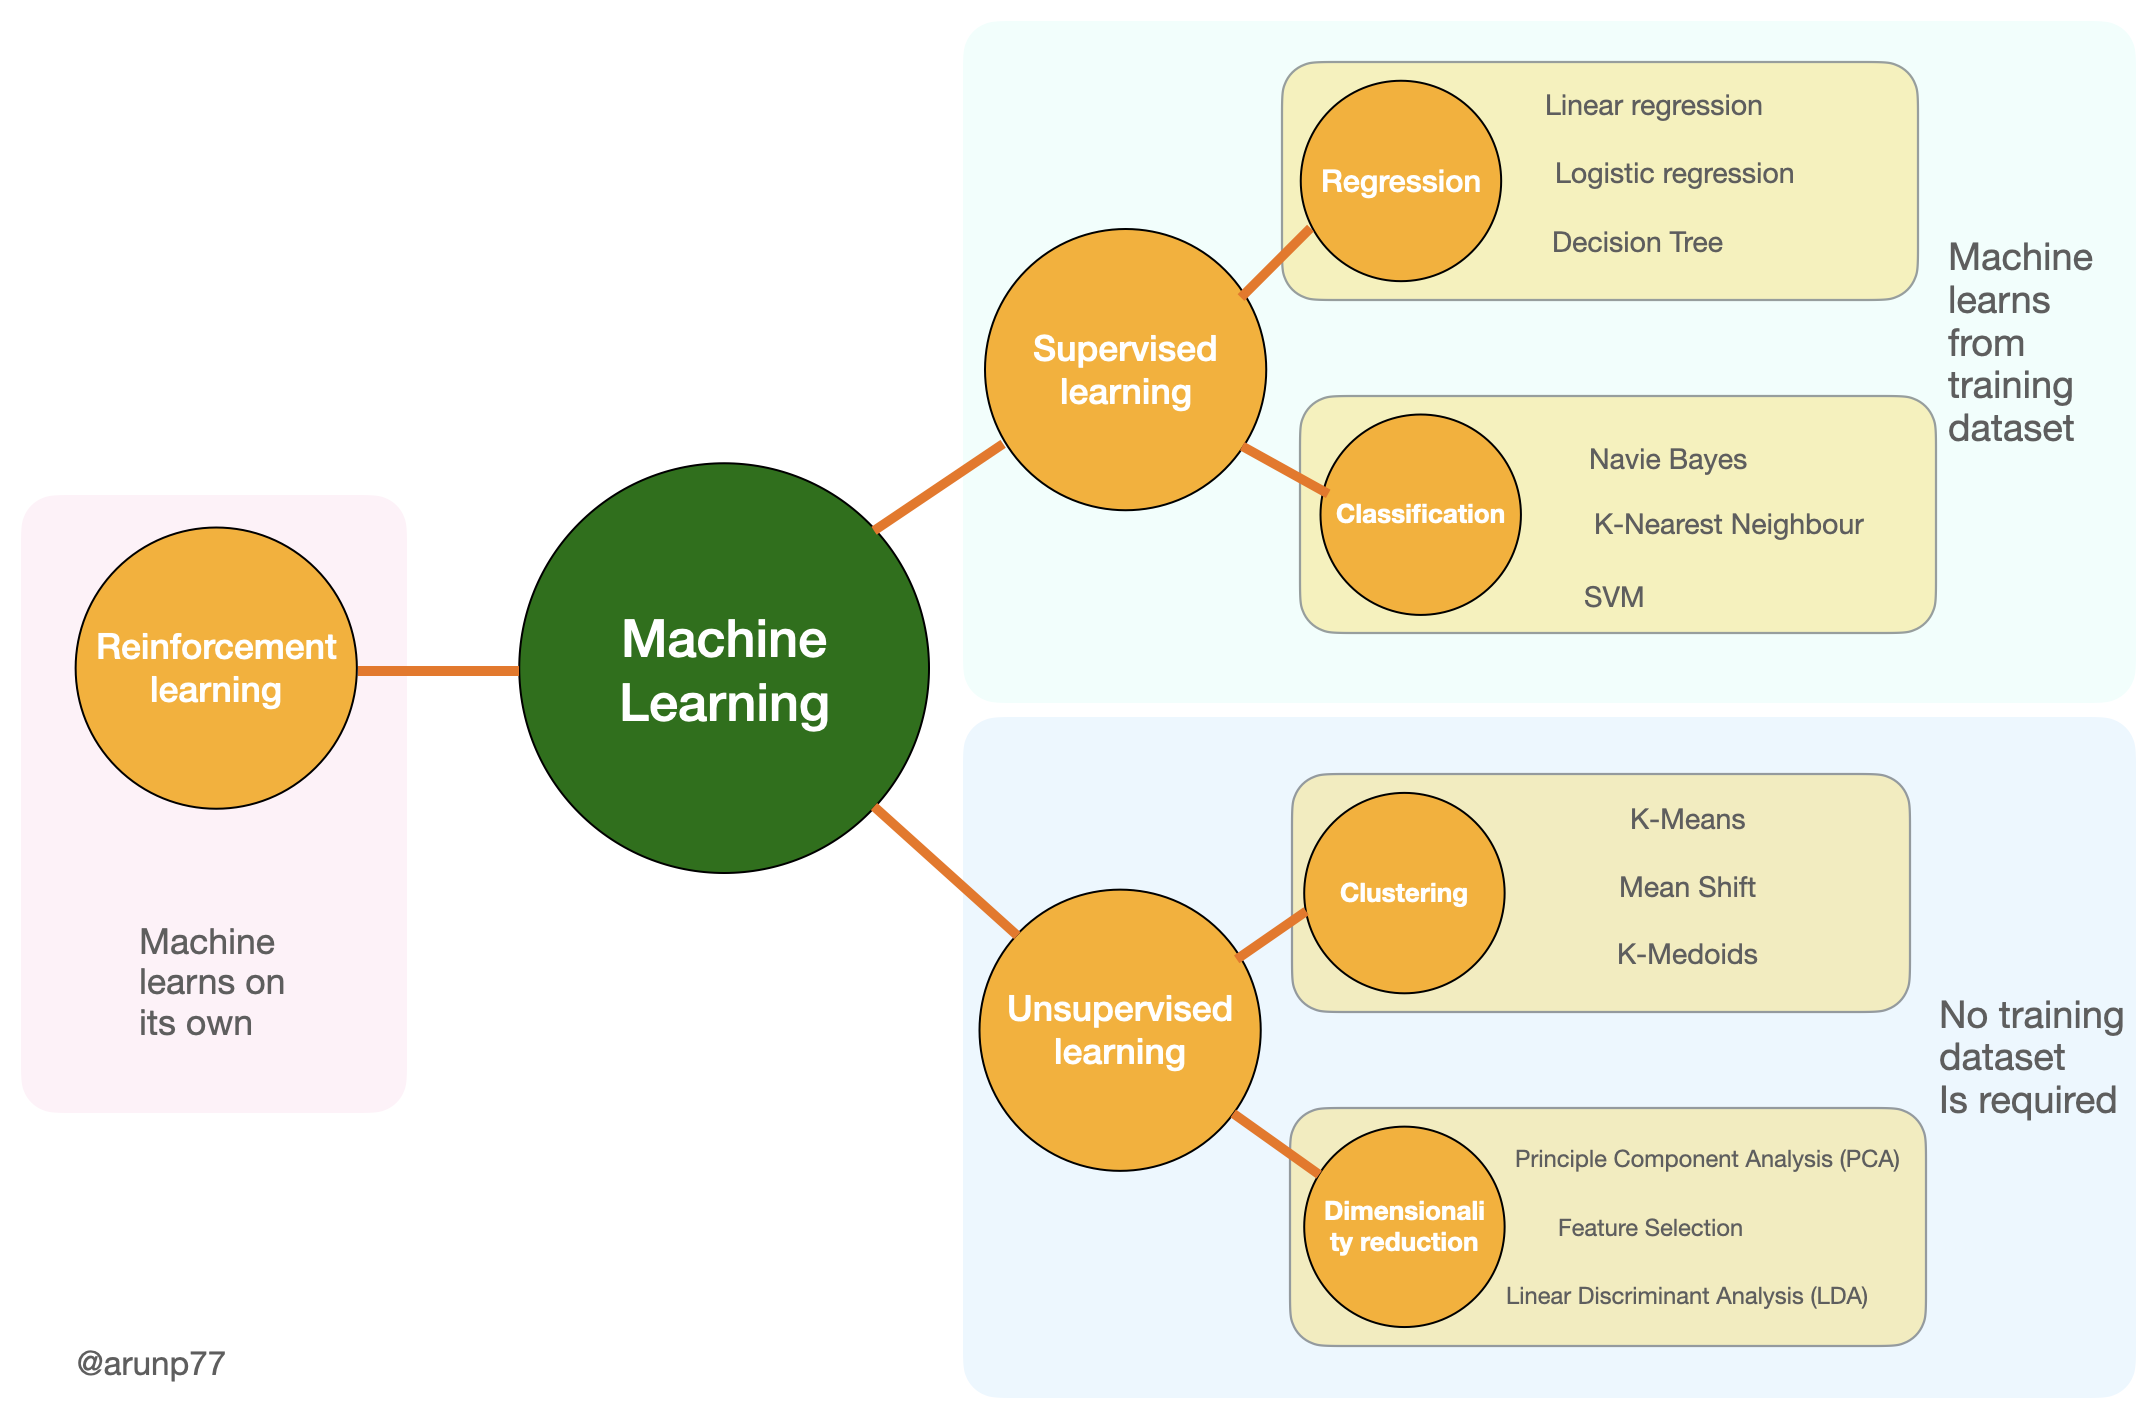 Linear regression
Regression
Logistic regression
Decision Tree
Machine
learns
from
training
dataset
Supervised
learning
Navie Bayes
Classification
K-Nearest Neighbour
SVM
Reinforcement
learning
Machine
Learning
Machine
learns on
its own
K-Means
Clustering
Mean Shift
K-Medoids
Unsupervised
learning
No training
dataset
Is required
Principle Component Analysis (PCA)
Dimensionali
ty reduction
Feature Selection
Linear Discriminant Analysis (LDA)
@arunp77